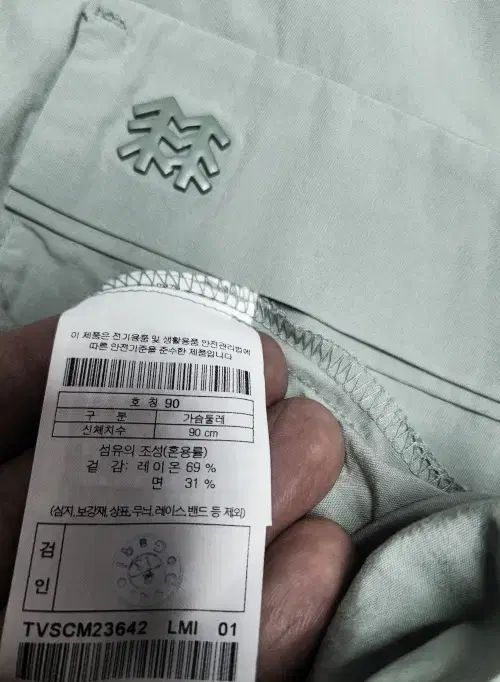 이 제품은 전기용품 및 생활용품 안전관리법에
따른 안전기준을 준수한 제품입니다
호 칭 90
구 분 가슴둘레
신체치수 90 cm
섬유의 조성(혼용률)
겉 감: 레이온 69 %
면 31 %
(심지,보강재,상표,무늬,레이스,밴드 등 제외)
검
인
TVSCM23642 LMI 01